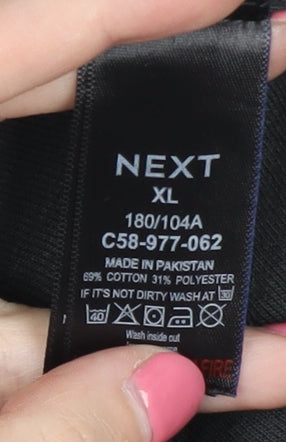 NEXT
XL
180/104A
C58-977-062
MADE IN PAKISTAN
69% COTTON 31% POLYESTER
IF IT'S NOT DIRTY WASH AT 30
40
Wash inside out
FIRE